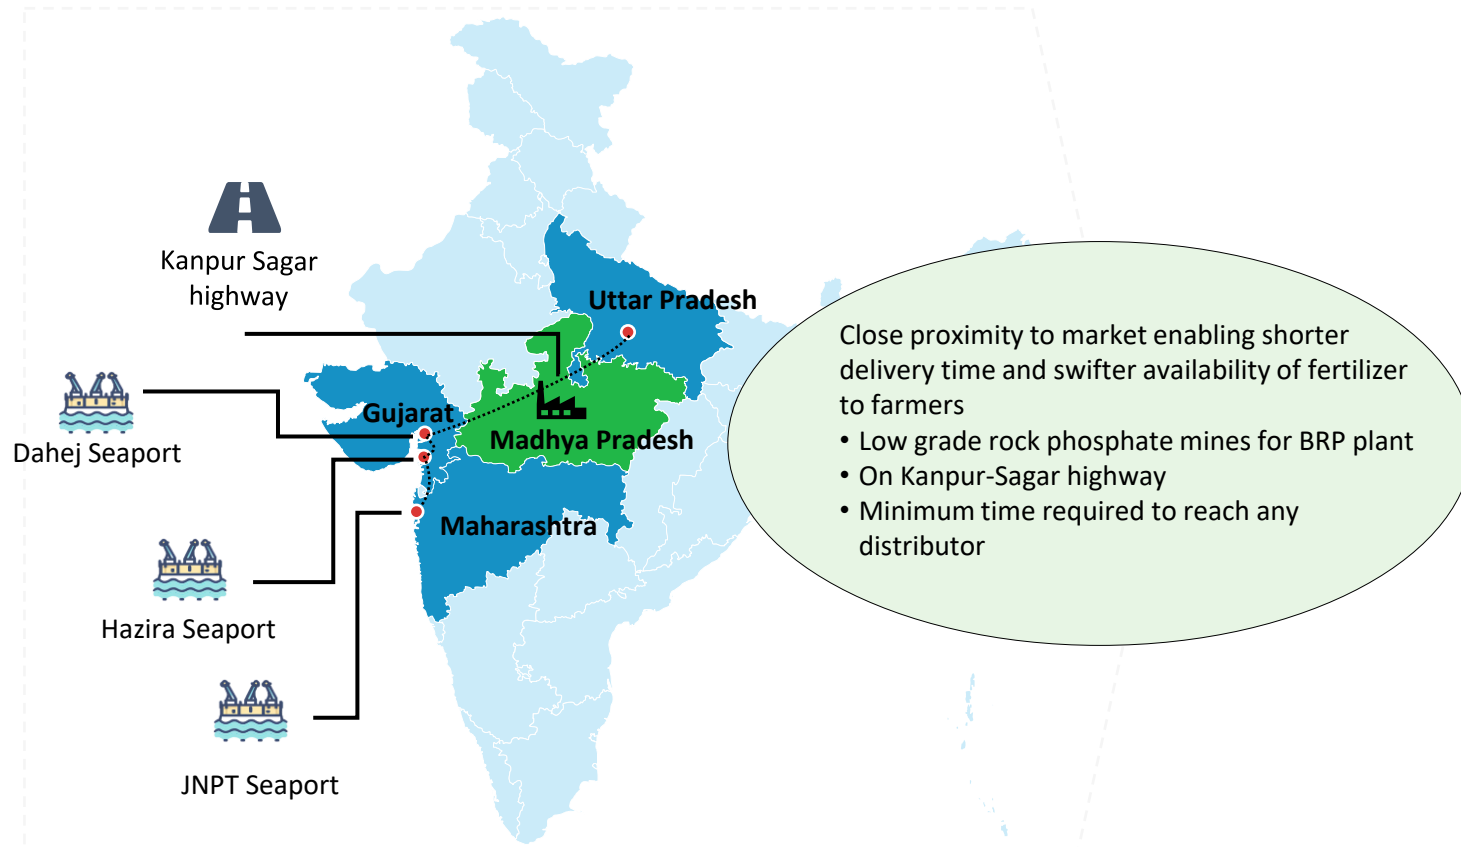 Kanpur Sagar
highway
Uttar Pradesh
Gujarat
Madhya Pradesh
Maharashtra
Dahej Seaport
Hazira Seaport
JNPT Seaport
Close proximity to market enabling shorter
delivery time and swifter availability of fertilizer
to farmers
• Low grade rock phosphate mines for BRP plant
• On Kanpur-Sagar highway
• Minimum time required to reach any
distributor